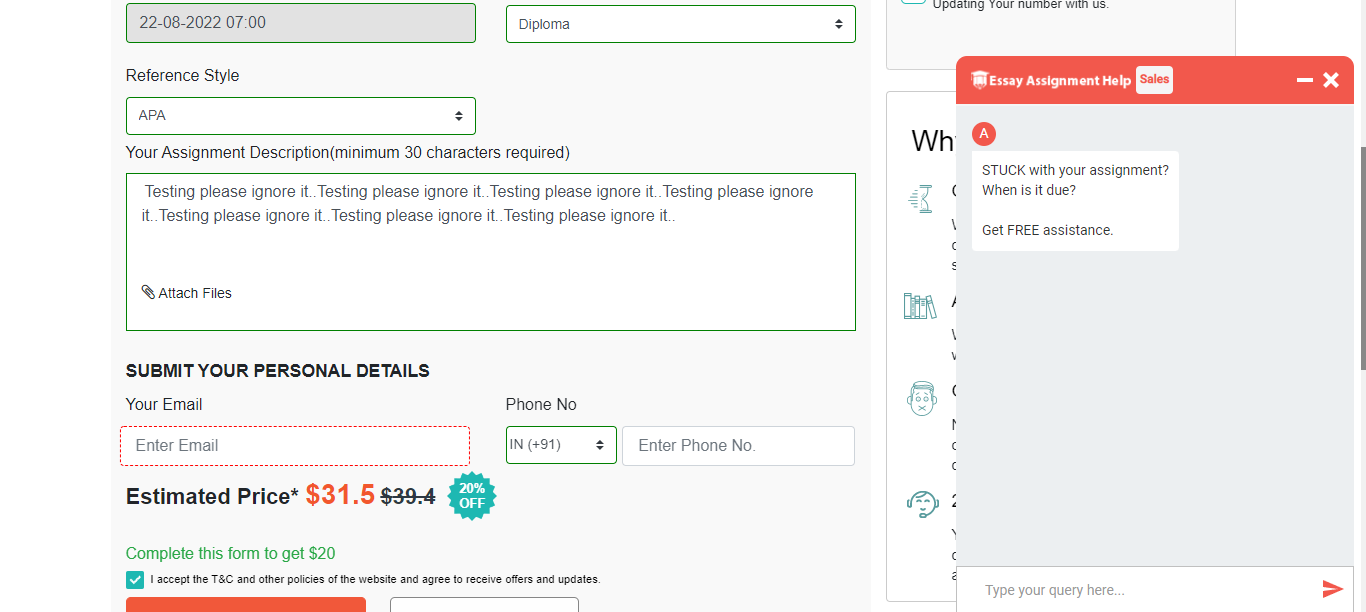 22-08-2022 07:00
Diploma
Updating Your number with us.
Reference Style
APA
Your Assignment Description(minimum 30 characters required)
Testing please ignore it..Testing please ignore it..Testing please ignore it..Testing please ignore
it..Testing please ignore it..Testing please ignore it..Testing please ignore it..
Attach Files
SUBMIT YOUR PERSONAL DETAILS
Your Email
Phone No
Enter Email
IN (+91)
Enter Phone No.
Estimated Price* $31.5 $39.4
20%
OFF
Complete this form to get $20
I accept the T&C and other policies of the website and agree to receive offers and updates.
Essay Assignment Help Sales
A
STUCK with your assignment?
When is it due?
Get FREE assistance.
Type your query here...